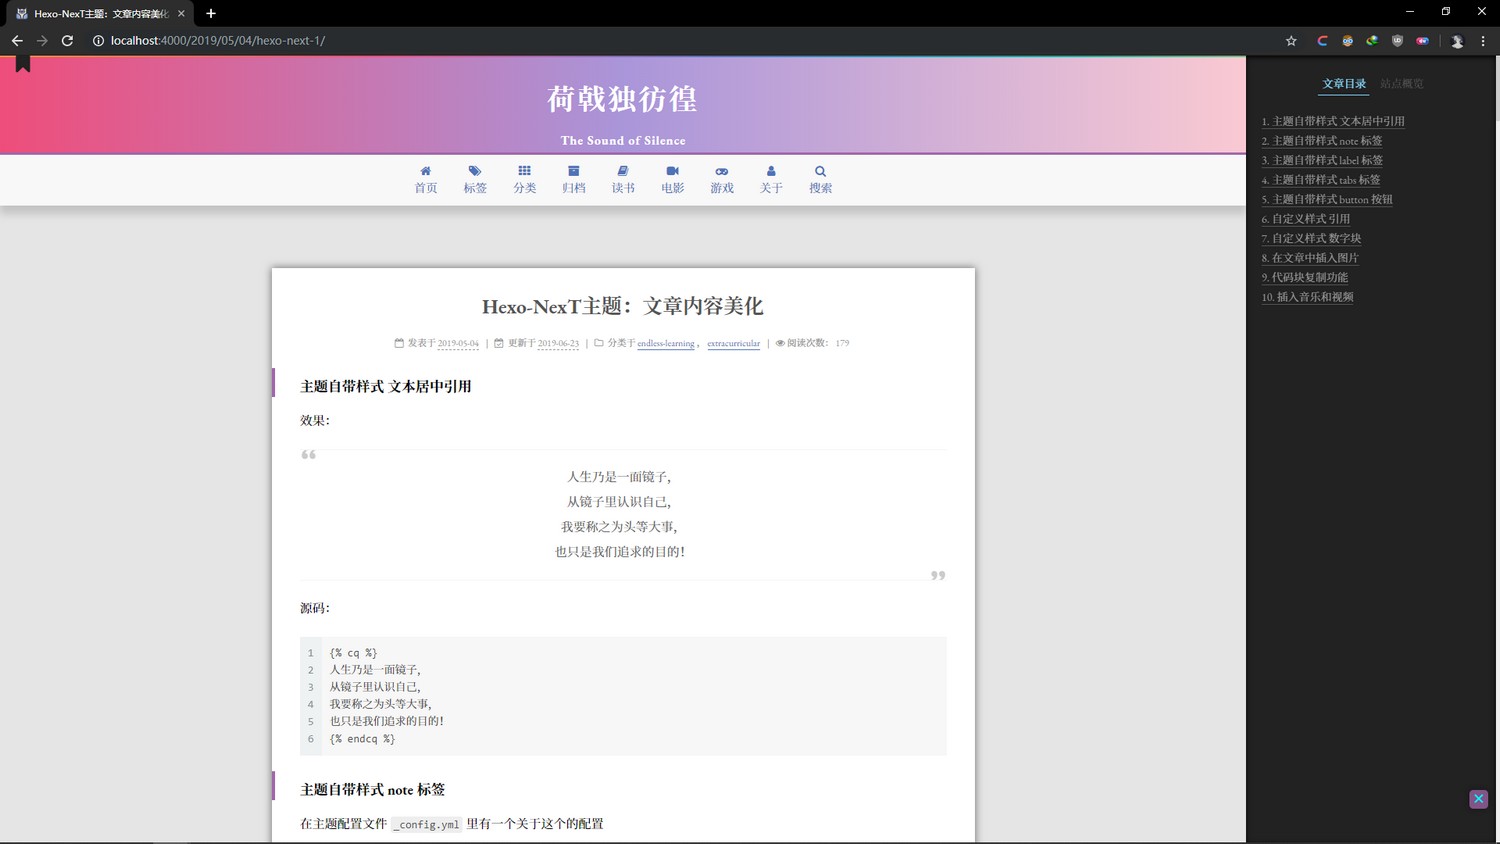 Hexo-NexT主题：文章内容美化
localhost:4000/2019/05/04/hexo-next-1/
荷戟独彷徨
The Sound of Silence
首页 标签 分类 归档 读书 电影 游戏 关于 搜索
文章目录 站点概览
1. 主题自带样式 文本居中引用
2. 主题自带样式 note 标签
3. 主题自带样式 label 标签
4. 主题自带样式 tabs 标签
5. 主题自带样式 button 按钮
6. 自定义样式 引用
7. 自定义样式 数字块
8. 在文章中插入图片
9. 代码块复制功能
10. 插入音乐和视频
Hexo-NexT主题：文章内容美化
发表于 2019-05-04 | 更新于 2019-06-23 | 分类于 endless-learning ， extracurricular | 阅读次数： 179
主题自带样式 文本居中引用
效果：
人生乃是一面镜子，
从镜子里认识自己，
我要称之为头等大事，
也只是我们追求的目的！
源码：
1 {% cq %}
2 人生乃是一面镜子，
3 从镜子里认识自己，
4 我要称之为头等大事，
5 也只是我们追求的目的！
6 {% endcq %}
主题自带样式 note 标签
在主题配置文件 _config.yml 里有一个关于这个的配置